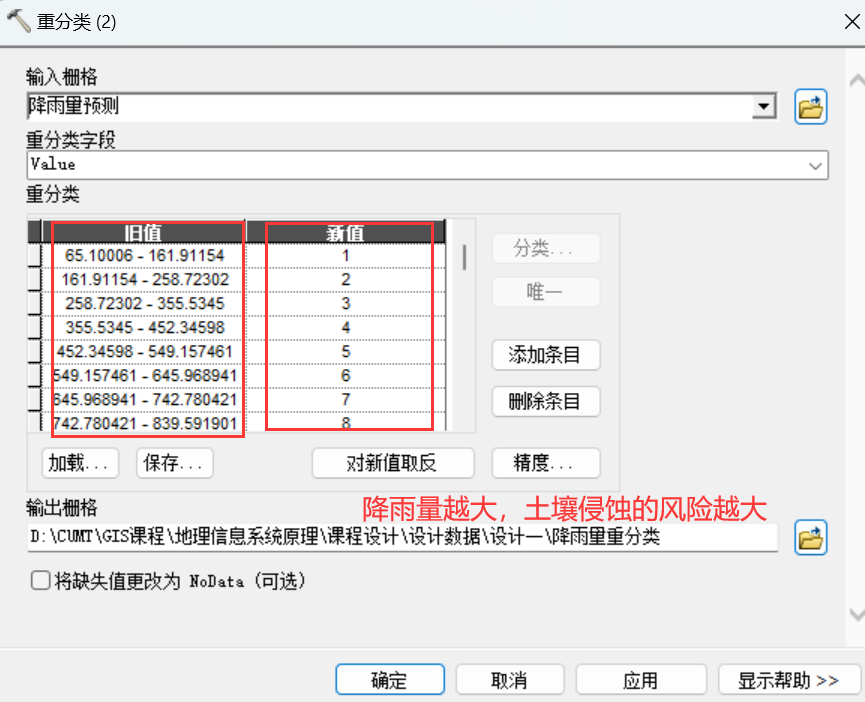 重分类 (2)
输入栅格
降雨量预测
重分类字段
Value
重分类
旧值 新值
65.10006 - 161.91154 1
161.91154 - 258.72302 2
258.72302 - 355.5345 3
355.5345 - 452.34598 4
452.34598 - 549.157461 5
549.157461 - 645.968941 6
645.968941 - 742.780421 7
742.780421 - 839.591901 8
分类...
唯一
添加条目
删除条目
加载... 保存... 对新值取反 精度...
输出栅格
降雨量越大，土壤侵蚀的风险越大
D:\CUMT\GIS课程\地理信息系统原理\课程设计\设计数据\设计一\降雨量重分类
将缺失值更改为 NoData (可选)
确定 取消 应用 显示帮助 >>